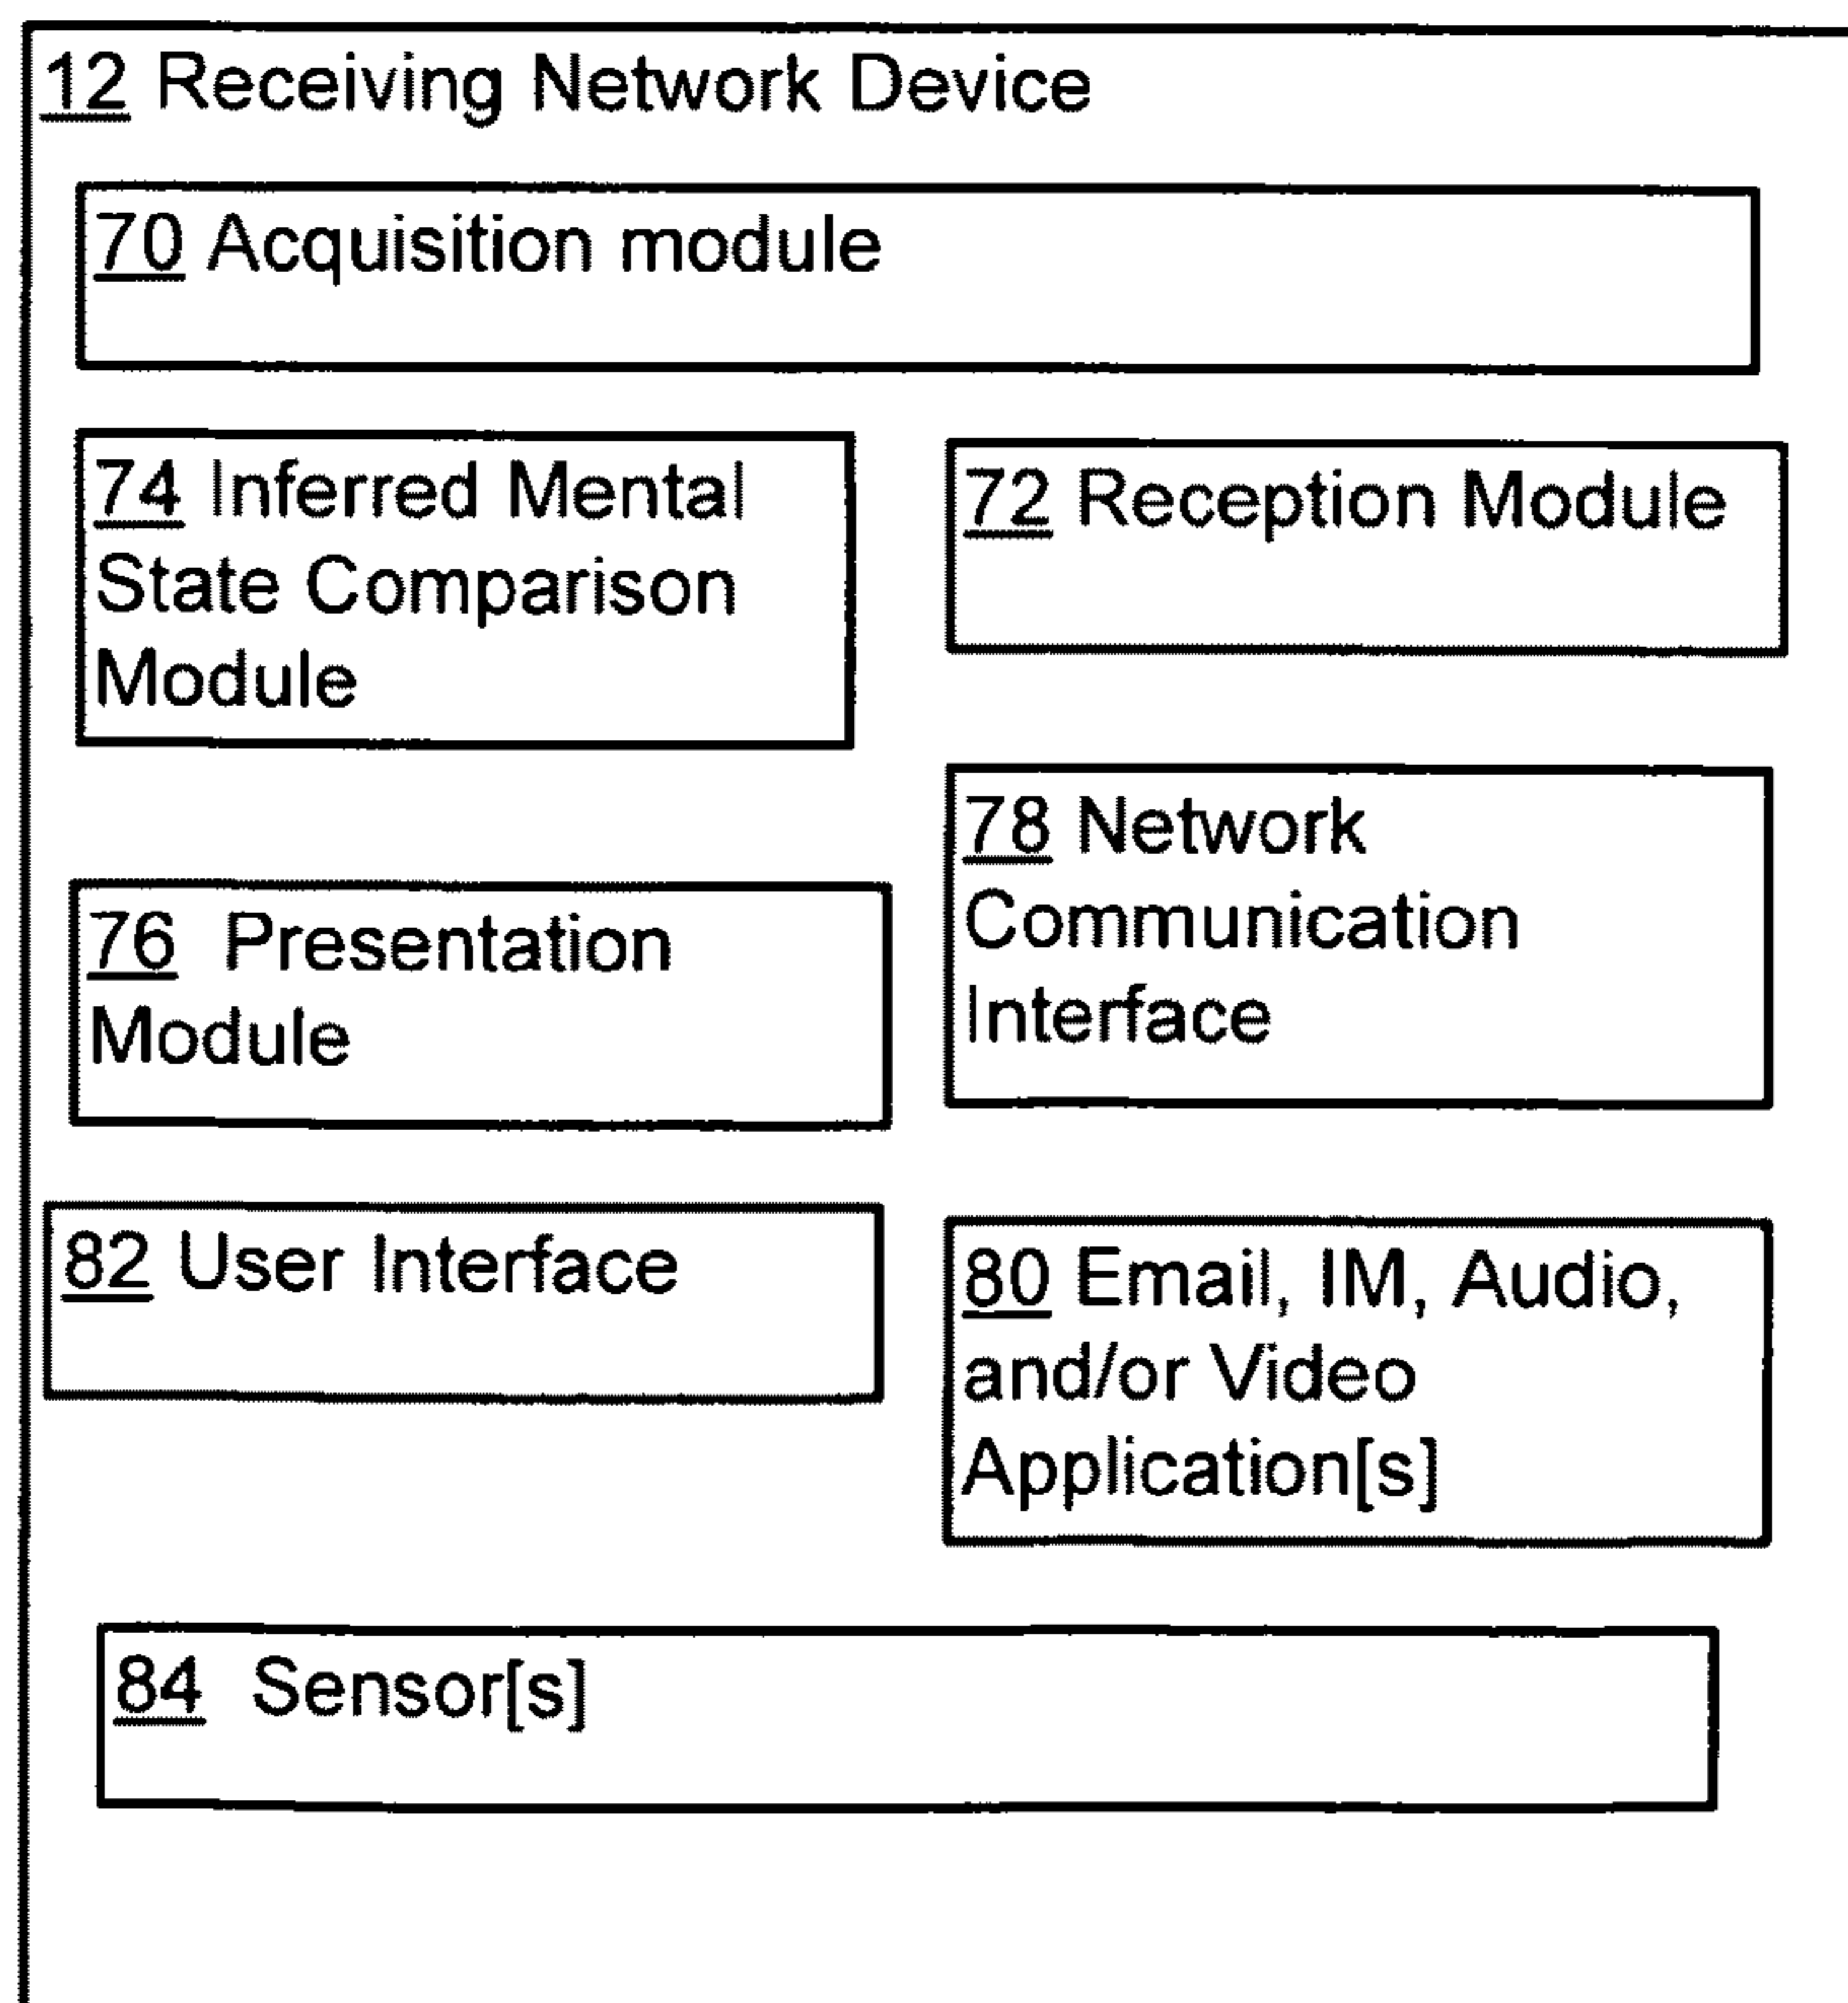 12 Receiving Network Device
70 Acquisition module
74 Inferred Mental
State Comparison
Module
72 Reception Module
78 Network
Communication
Interface
76 Presentation
Module
82 User Interface
80 Email, IM, Audio,
and/or Video
Application[s]
84 Sensor[s]